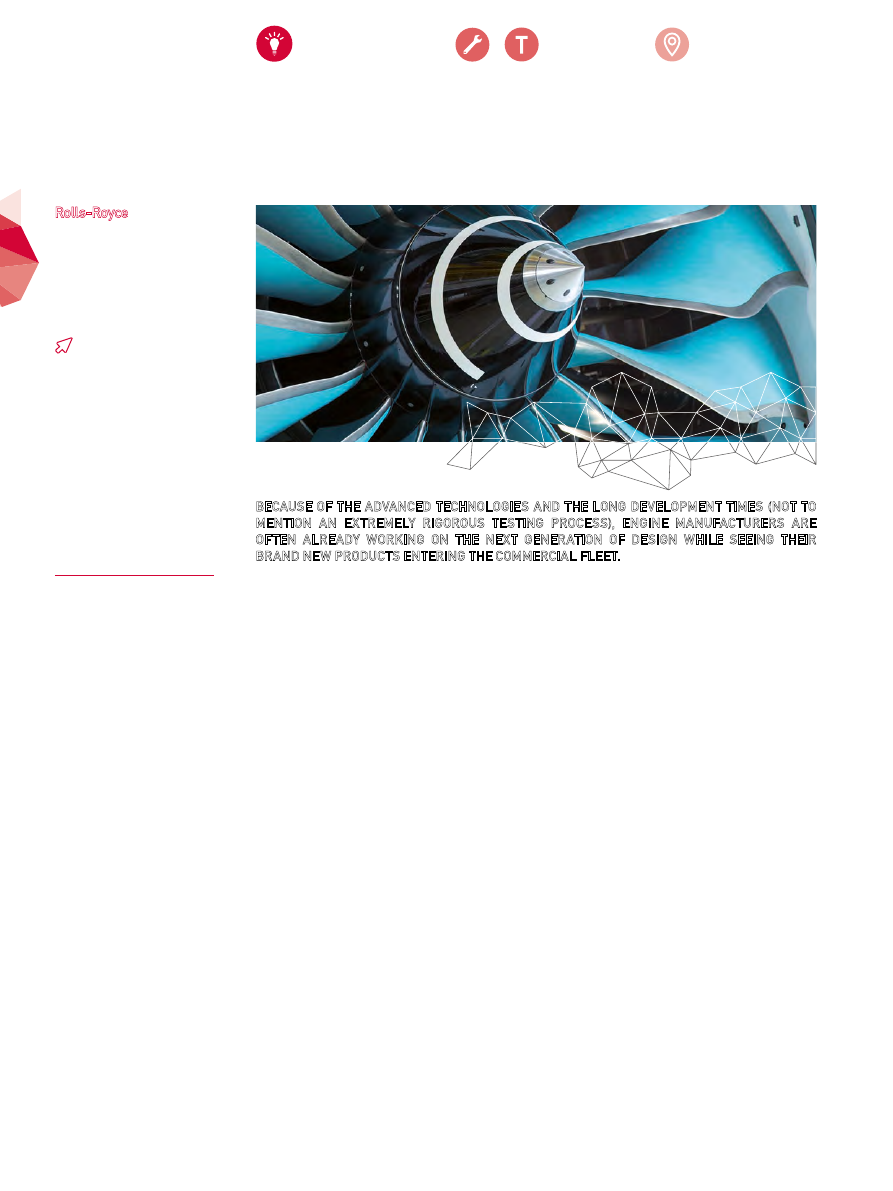 T
Rolls-Royce
BECAUSE OF THE ADVANCED TECHNOLOGIES AND THE LONG DEVELOPMENT TIMES (NOT TO
MENTION AN EXTREMELY RIGOROUS TESTING PROCESS), ENGINE MANUFACTURERS ARE
OFTEN ALREADY WORKING ON THE NEXT GENERATION OF DESIGN WHILE SEEING THEIR
BRAND NEW PRODUCTS ENTERING THE COMMERCIAL FLEET.